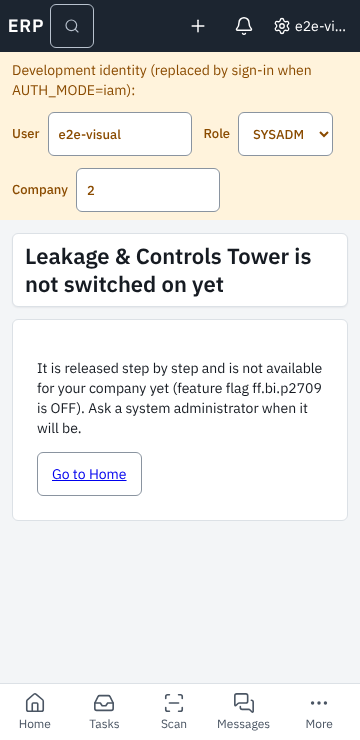 ERP
e2e-vi...
Development identity (replaced by sign-in when
AUTH_MODE=iam):
User e2e-visual Role SYSADM
Company 2
Leakage & Controls Tower is
not switched on yet
It is released step by step and is not available
for your company yet (feature flag ff.bi.p2709
is OFF). Ask a system administrator when it
will be.
Go to Home
Home Tasks Scan Messages More